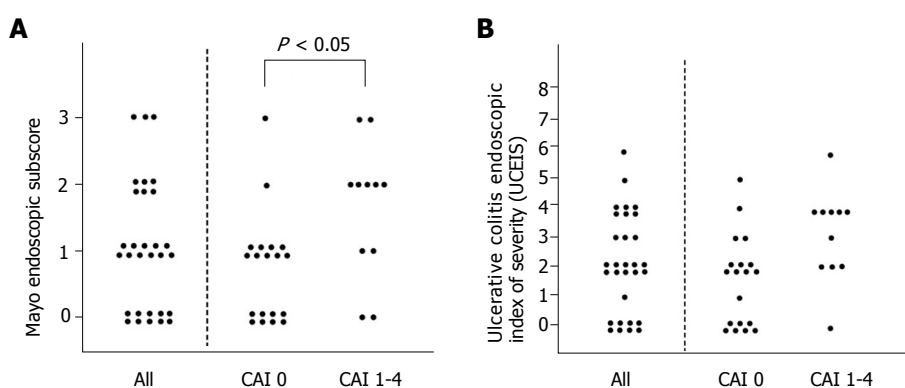 A
P < 0.05
Mayo endoscopic subscore
3
2
1
0
All
CAI 0
CAI 1-4
B
Ulcerative colitis endoscopic
index of severity (UCEIS)
8
7
6
5
4
3
2
1
0
All
CAI 0
CAI 1-4